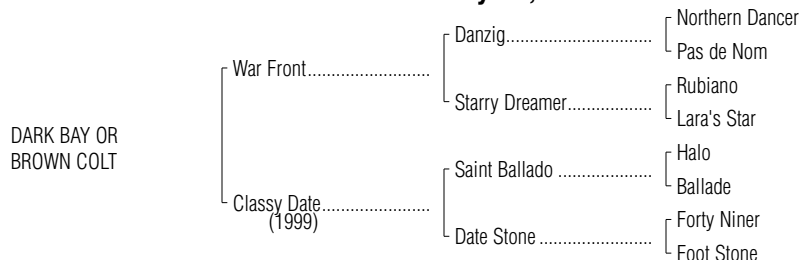 Northern Dancer
Danzig
Pas de Nom
War Front
Rubiano
Starry Dreamer
Lara's Star
DARK BAY OR
BROWN COLT
Halo
Saint Ballado
Ballade
Classy Date
(1999)
Forty Niner
Date Stone
Foot Stone